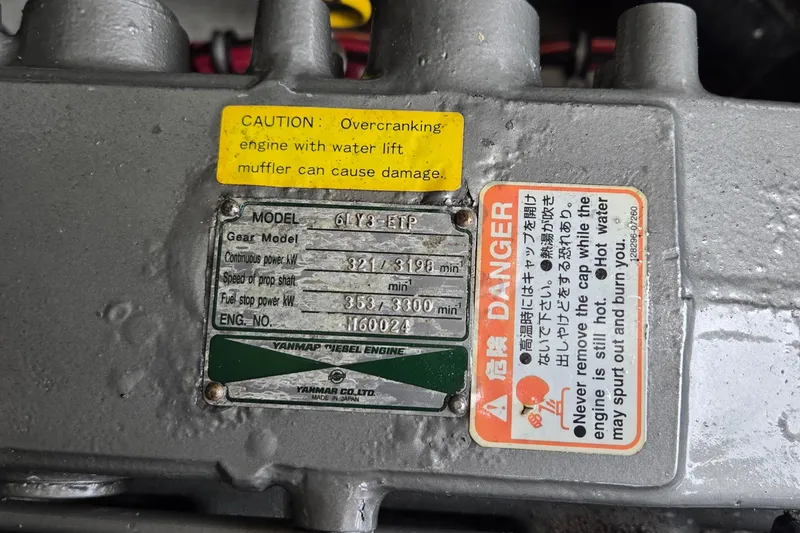 CAUTION: Overcranking
engine with water lift
muffler can cause damage.
MODEL 6LY3-ETP
Gear Model
Continuous power kW 321/3198 min-1
Speed of prop shaft min-1
Fuel stop power kW 353/3300 min-1
ENG. NO. M60024
YANMAR DIESEL ENGINE
YANMAR CO.,LTD.
MADE IN JAPAN
危険 DANGER
●高温時にはキャップを開け
ないで下さい。●熱湯が吹き
出しやけどをする恐れあり。
●Never remove the cap while the
engine is still hot. ●Hot water
may spurt out and burn you.
128296-07260